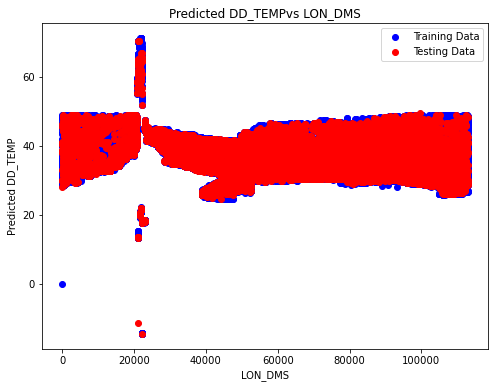 Predicted DD_TEMPvs LON_DMS
Training Data
Testing Data
Predicted DD_TEMP
60
40
20
0
0 20000 40000 60000 80000 100000
LON_DMS